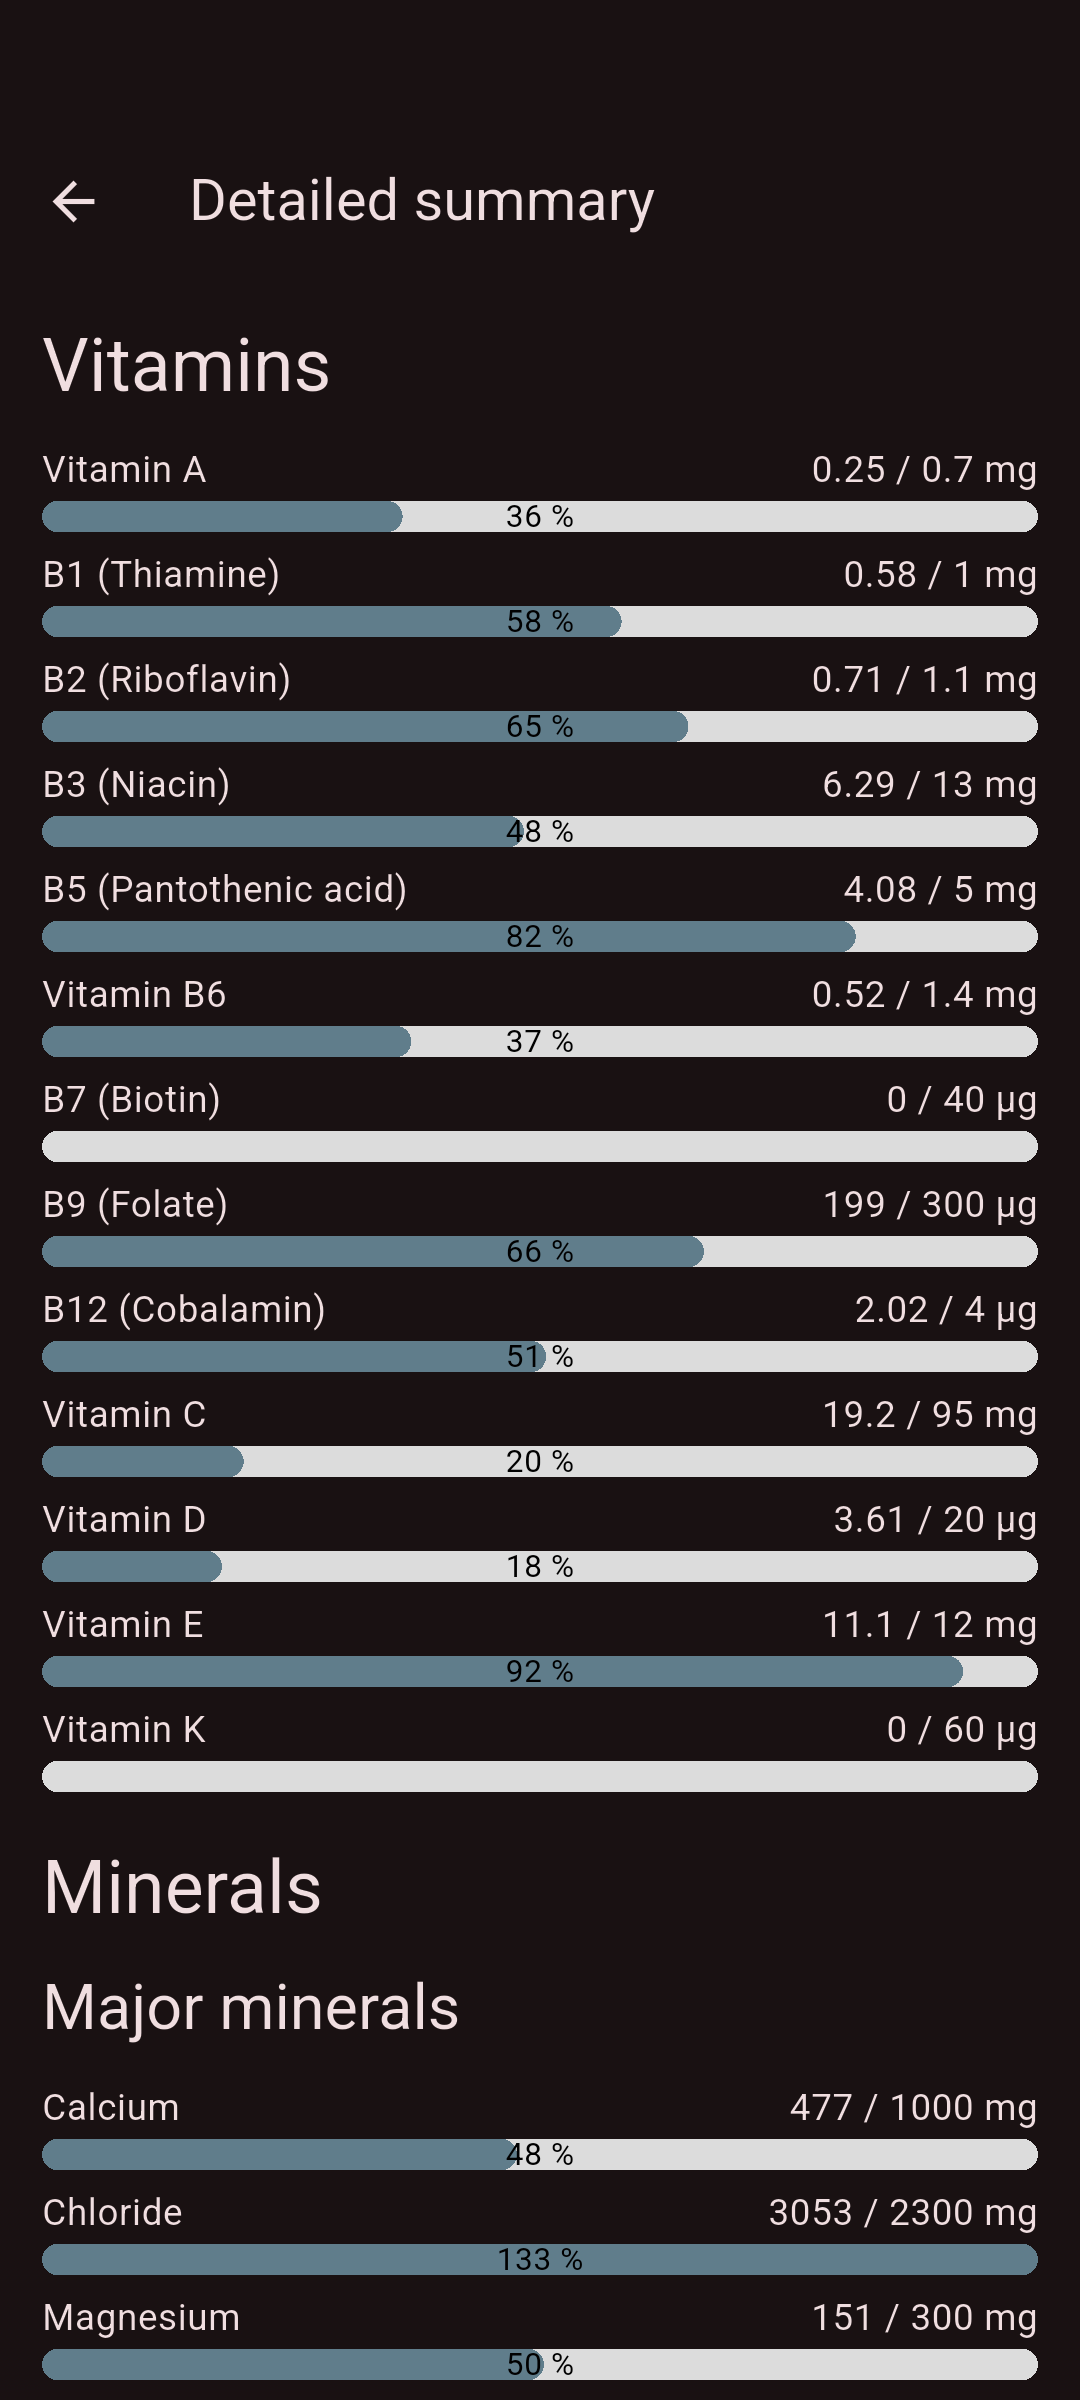 Detailed summary
Vitamins
Vitamin A 0.25 / 0.7 mg
36 %
B1 (Thiamine) 0.58 / 1 mg
58 %
B2 (Riboflavin) 0.71 / 1.1 mg
65 %
B3 (Niacin) 6.29 / 13 mg
48 %
B5 (Pantothenic acid) 4.08 / 5 mg
82 %
Vitamin B6 0.52 / 1.4 mg
37 %
B7 (Biotin) 0 / 40 µg
B9 (Folate) 199 / 300 µg
66 %
B12 (Cobalamin) 2.02 / 4 µg
51 %
Vitamin C 19.2 / 95 mg
20 %
Vitamin D 3.61 / 20 µg
18 %
Vitamin E 11.1 / 12 mg
92 %
Vitamin K 0 / 60 µg
Minerals
Major minerals
Calcium 477 / 1000 mg
48 %
Chloride 3053 / 2300 mg
133 %
Magnesium 151 / 300 mg
50 %